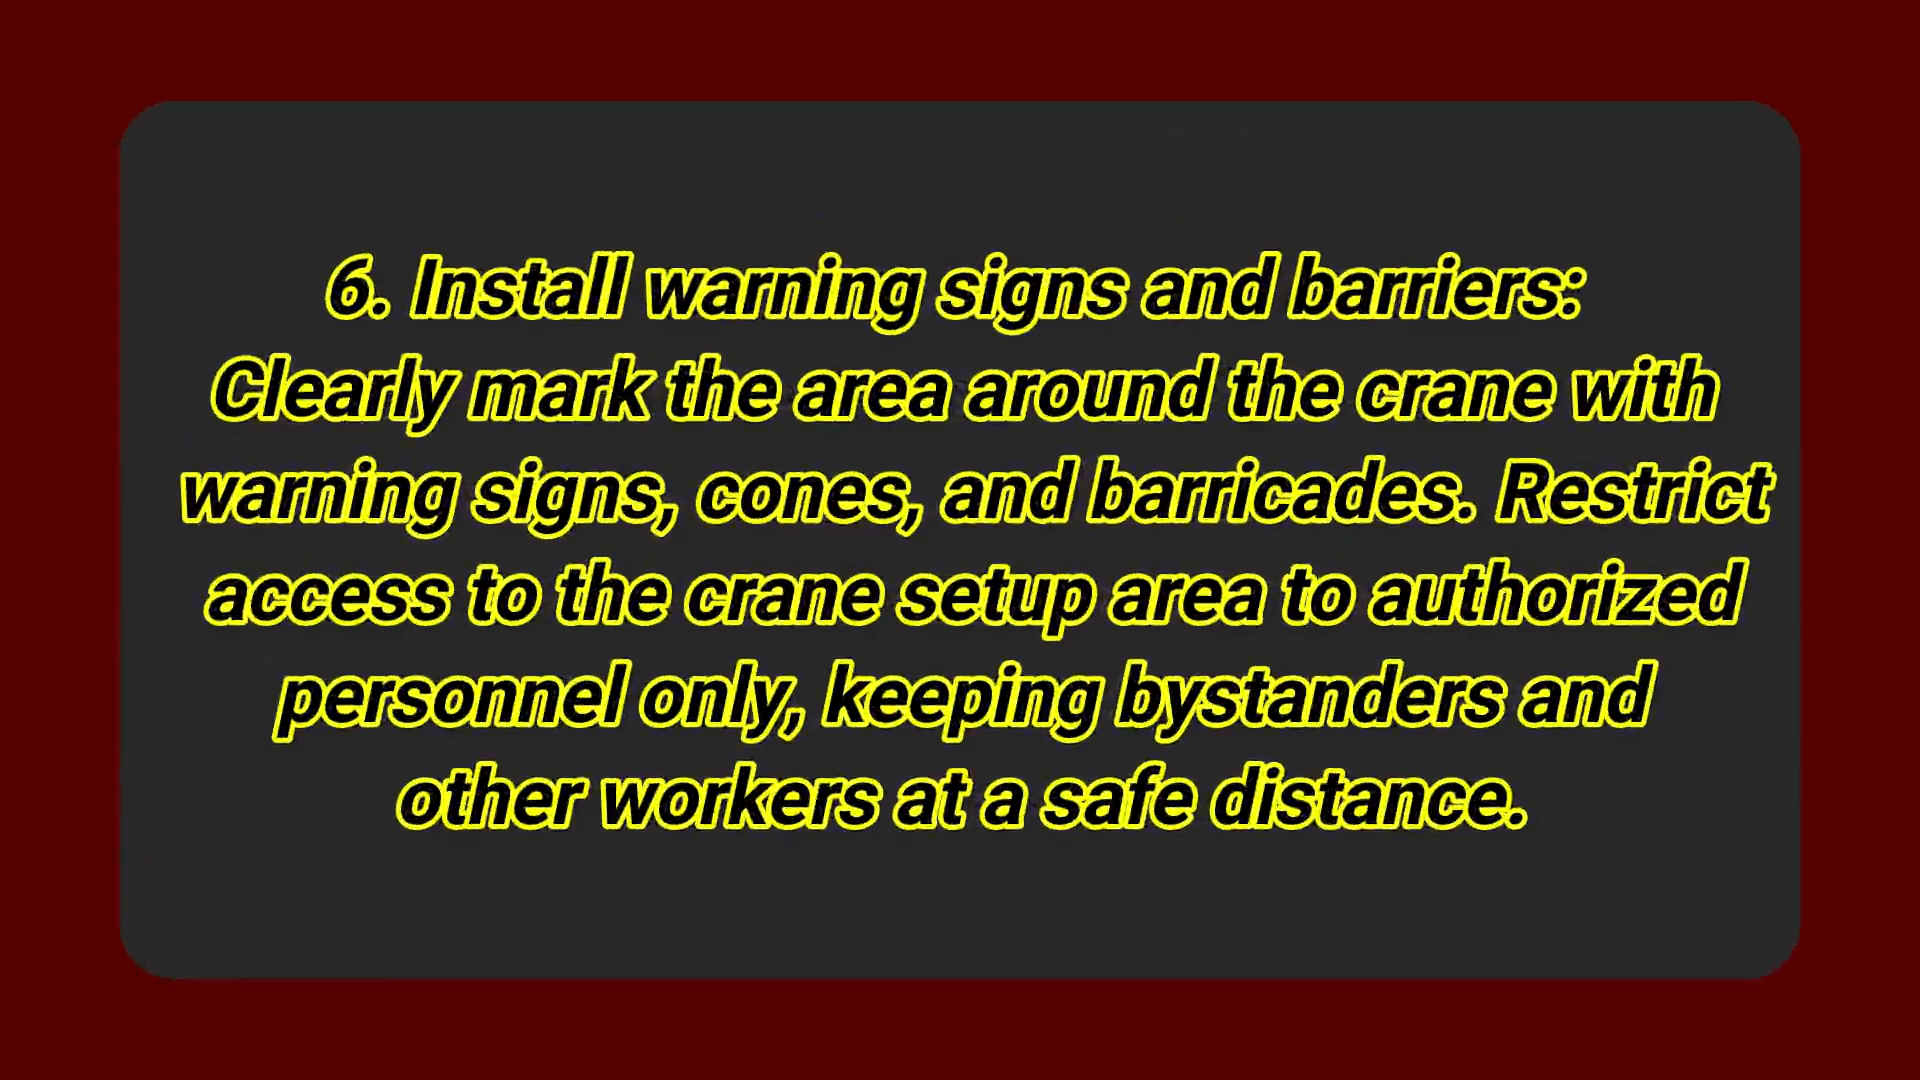 6. Install warning signs and barriers:
Clearly mark the area around the crane with
warning signs, cones, and barricades. Restrict
access to the crane setup area to authorized
personnel only, keeping bystanders and
other workers at a safe distance.